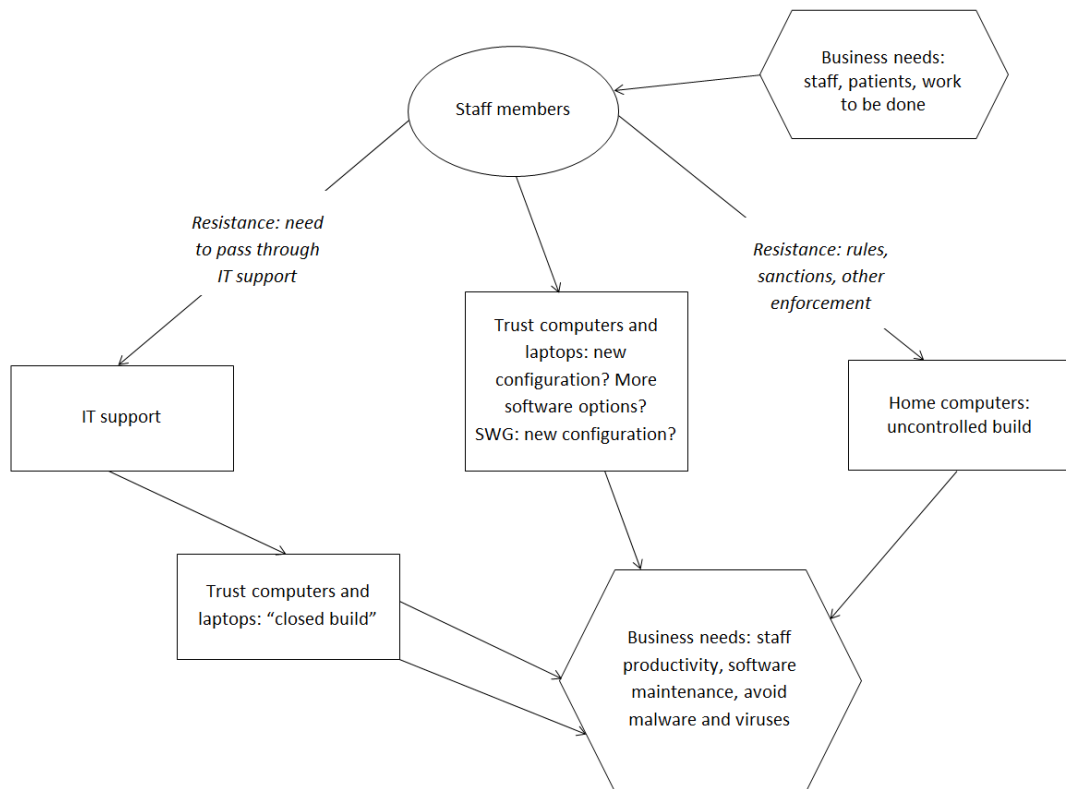 Business needs:
staff, patients, work
to be done
Staff members
Resistance: need
to pass through
IT support
Resistance: rules,
sanctions, other
enforcement
Trust computers and
laptops: new
configuration? More
software options?
SWG: new configuration?
IT support
Home computers:
uncontrolled build
Trust computers and
laptops: “closed build”
Business needs: staff
productivity, software
maintenance, avoid
malware and viruses